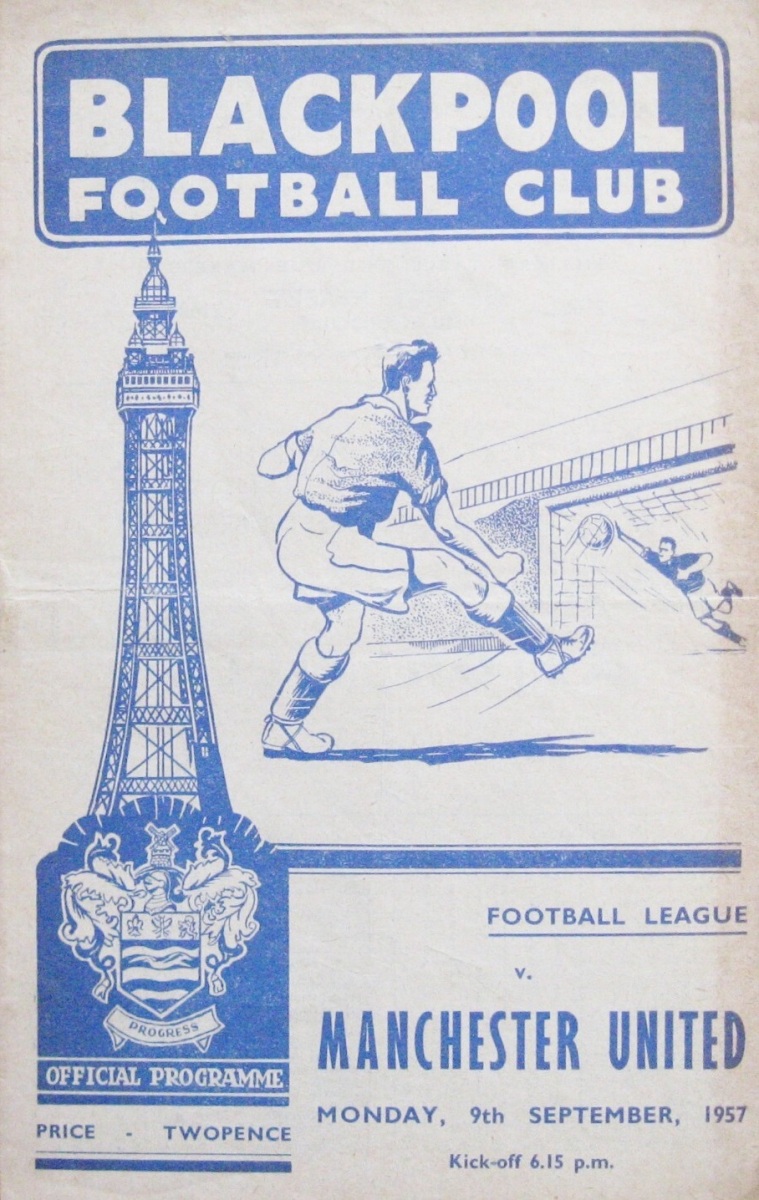 BLACKPOOL
FOOTBALL CLUB
FOOTBALL LEAGUE
v.
MANCHESTER UNITED
MONDAY, 9th SEPTEMBER, 1957
Kick-off 6.15 p.m.
PROGRESS
OFFICIAL PROGRAMME
PRICE - TWOPENCE